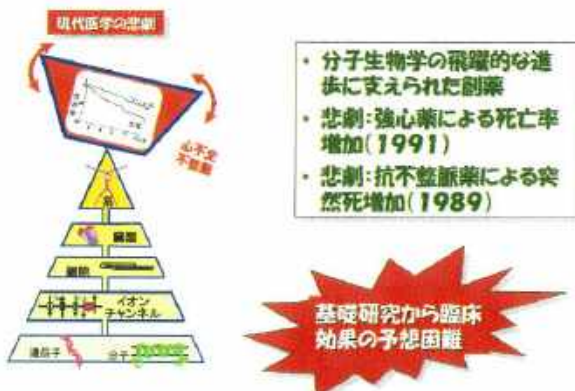 現代医学の悲劇
心不全
不整脈
臓器
細胞
イオン
チャンネル
遺伝子
分子
・ 分子生物学の飛躍的な進
歩に支えられた創薬
・ 悲劇:強心薬による死亡率
増加(1991)
・ 悲劇:抗不整脈薬による突
然死増加(1989)
基礎研究から臨床
効果の予想困難